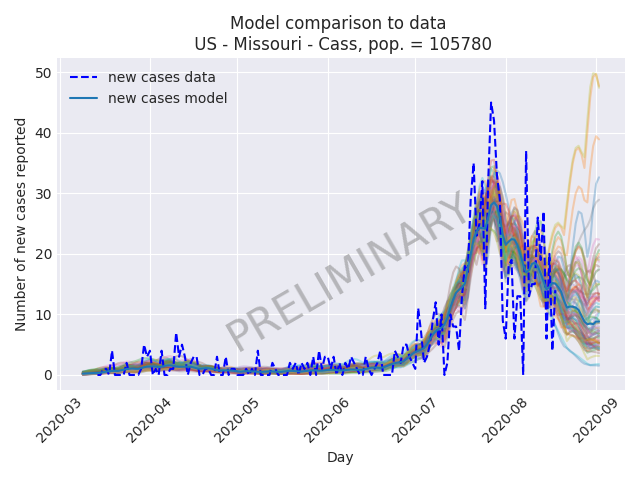 Model comparison to data
US - Missouri - Cass, pop. = 105780
new cases data
new cases model
Number of new cases reported
50
40
30
20
10
0
PRELIMINARY
2020-03
2020-04
2020-05
2020-06
2020-07
2020-08
2020-09
Day